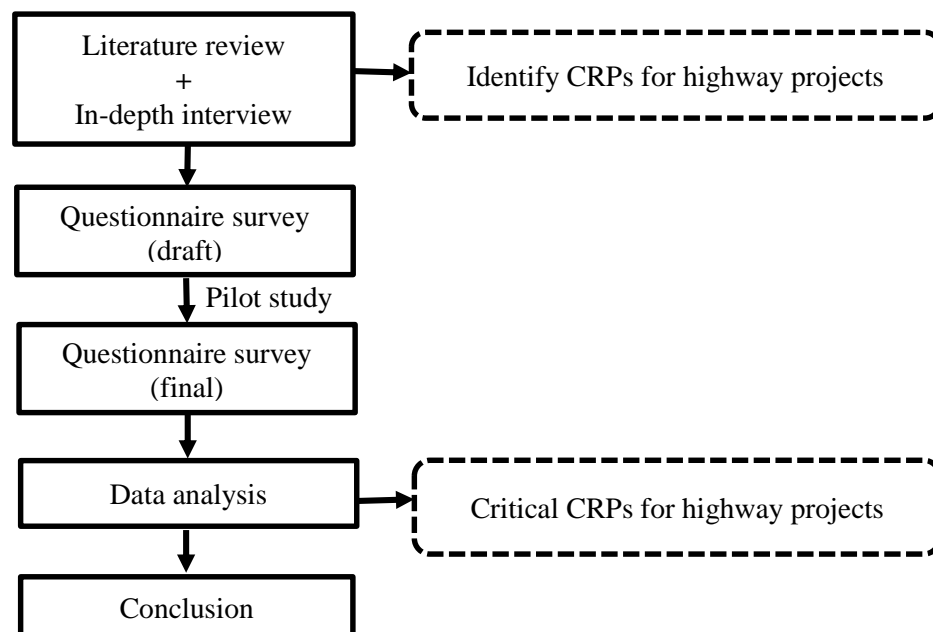 Literature review
+
In-depth interview
Identify CRPs for highway projects
Questionnaire survey
(draft)
Pilot study
Questionnaire survey
(final)
Data analysis
Critical CRPs for highway projects
Conclusion